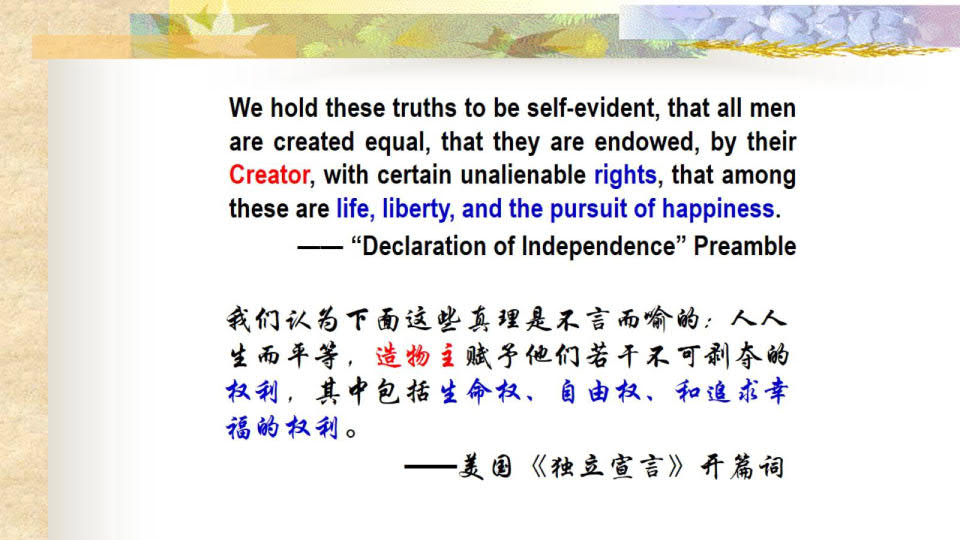 We hold these truths to be self-evident, that all men
are created equal, that they are endowed, by their
Creator, with certain unalienable rights, that among
these are life, liberty, and the pursuit of happiness.
—— “Declaration of Independence” Preamble
我们认为下面这些真理是不言而喻的：人人
生而平等，造物主赋予他们若干不可剥夺的
权利，其中包括生命权、自由权、和追求幸
福的权利。
——美国《独立宣言》开篇词